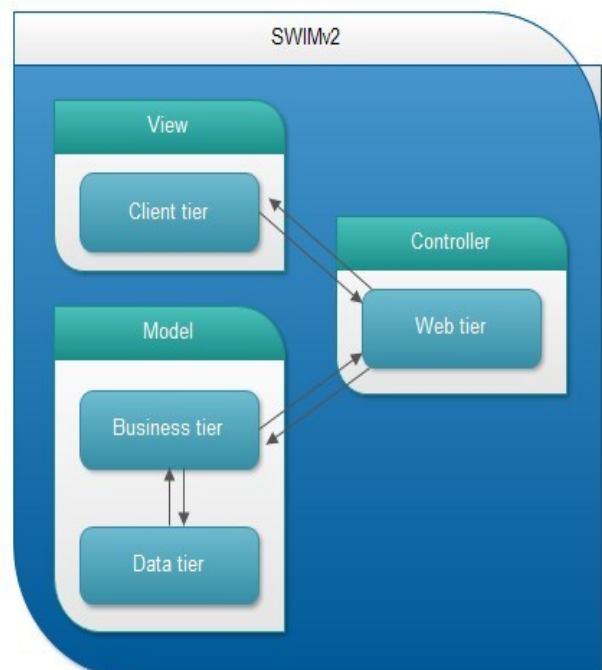 SWIMv2
View
Client tier
Controller
Web tier
Model
Business tier
Data tier